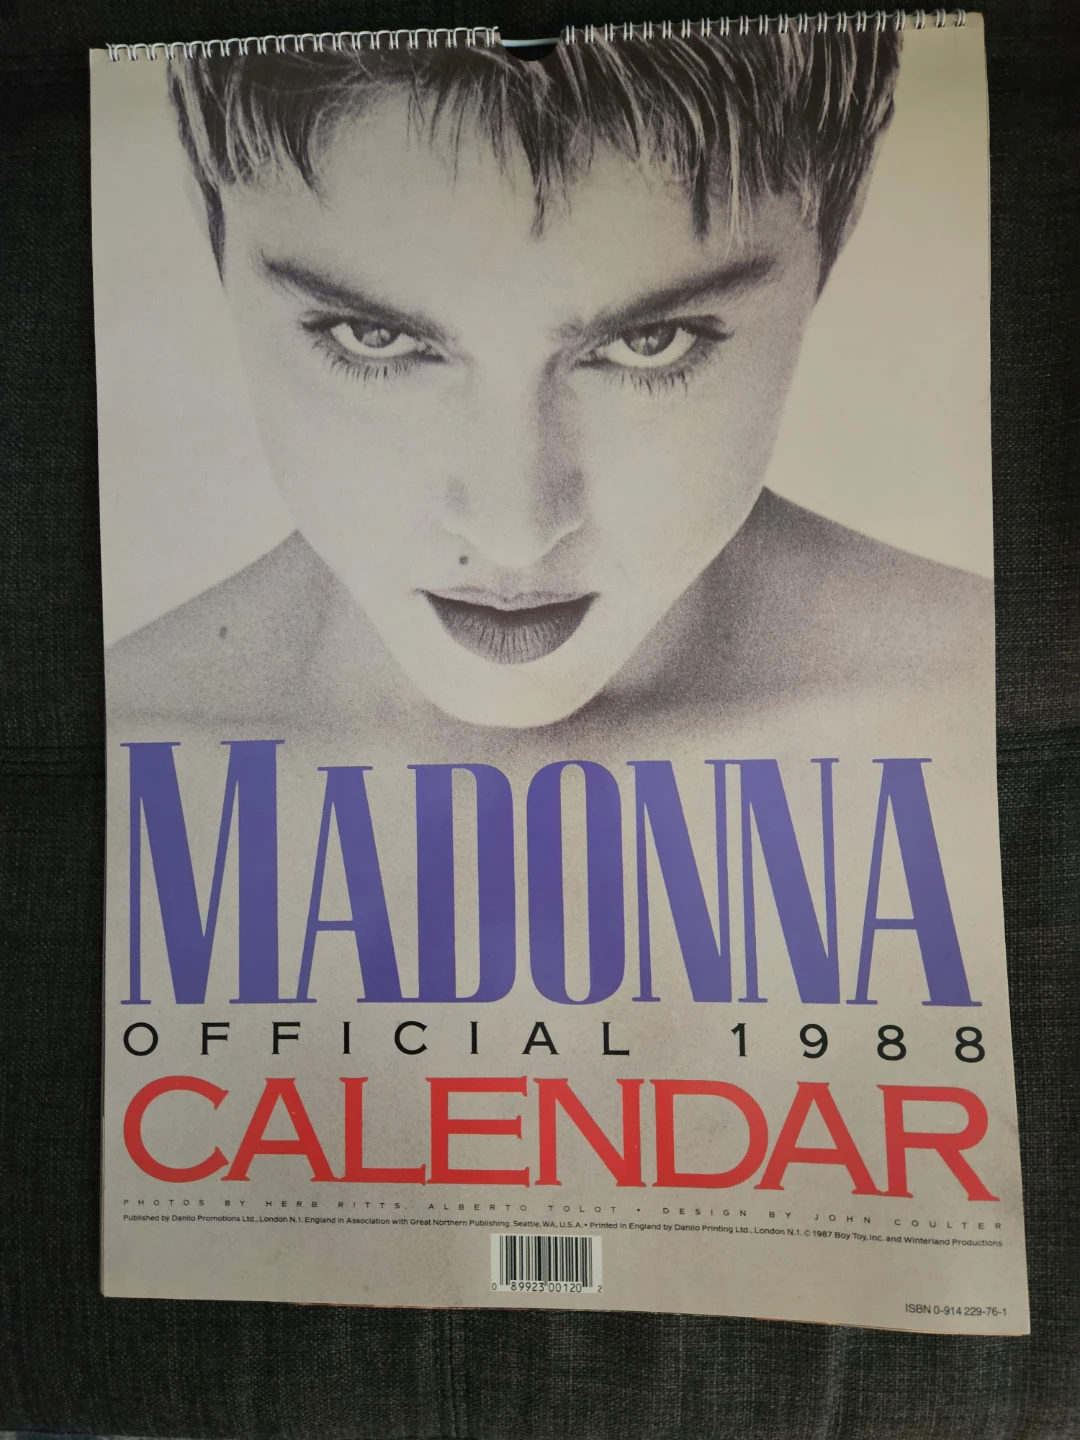 MADONNA
OFFICIAL 1988
CALENDAR
PHOTOS BY HERB RITTS, ALBERTO TOLOT • DESIGN BY JOHN COULTER
Published by Danilo Promotions Ltd., London N.1. England in Association with Great Northern Publishing, Seattle, WA, U.S.A. • Printed in England by Danilo Printing Ltd., London N.1. © 1987 Boy Toy, Inc. and Winterland Productions
0 89923 00120 2
ISBN 0-914 229-76-1